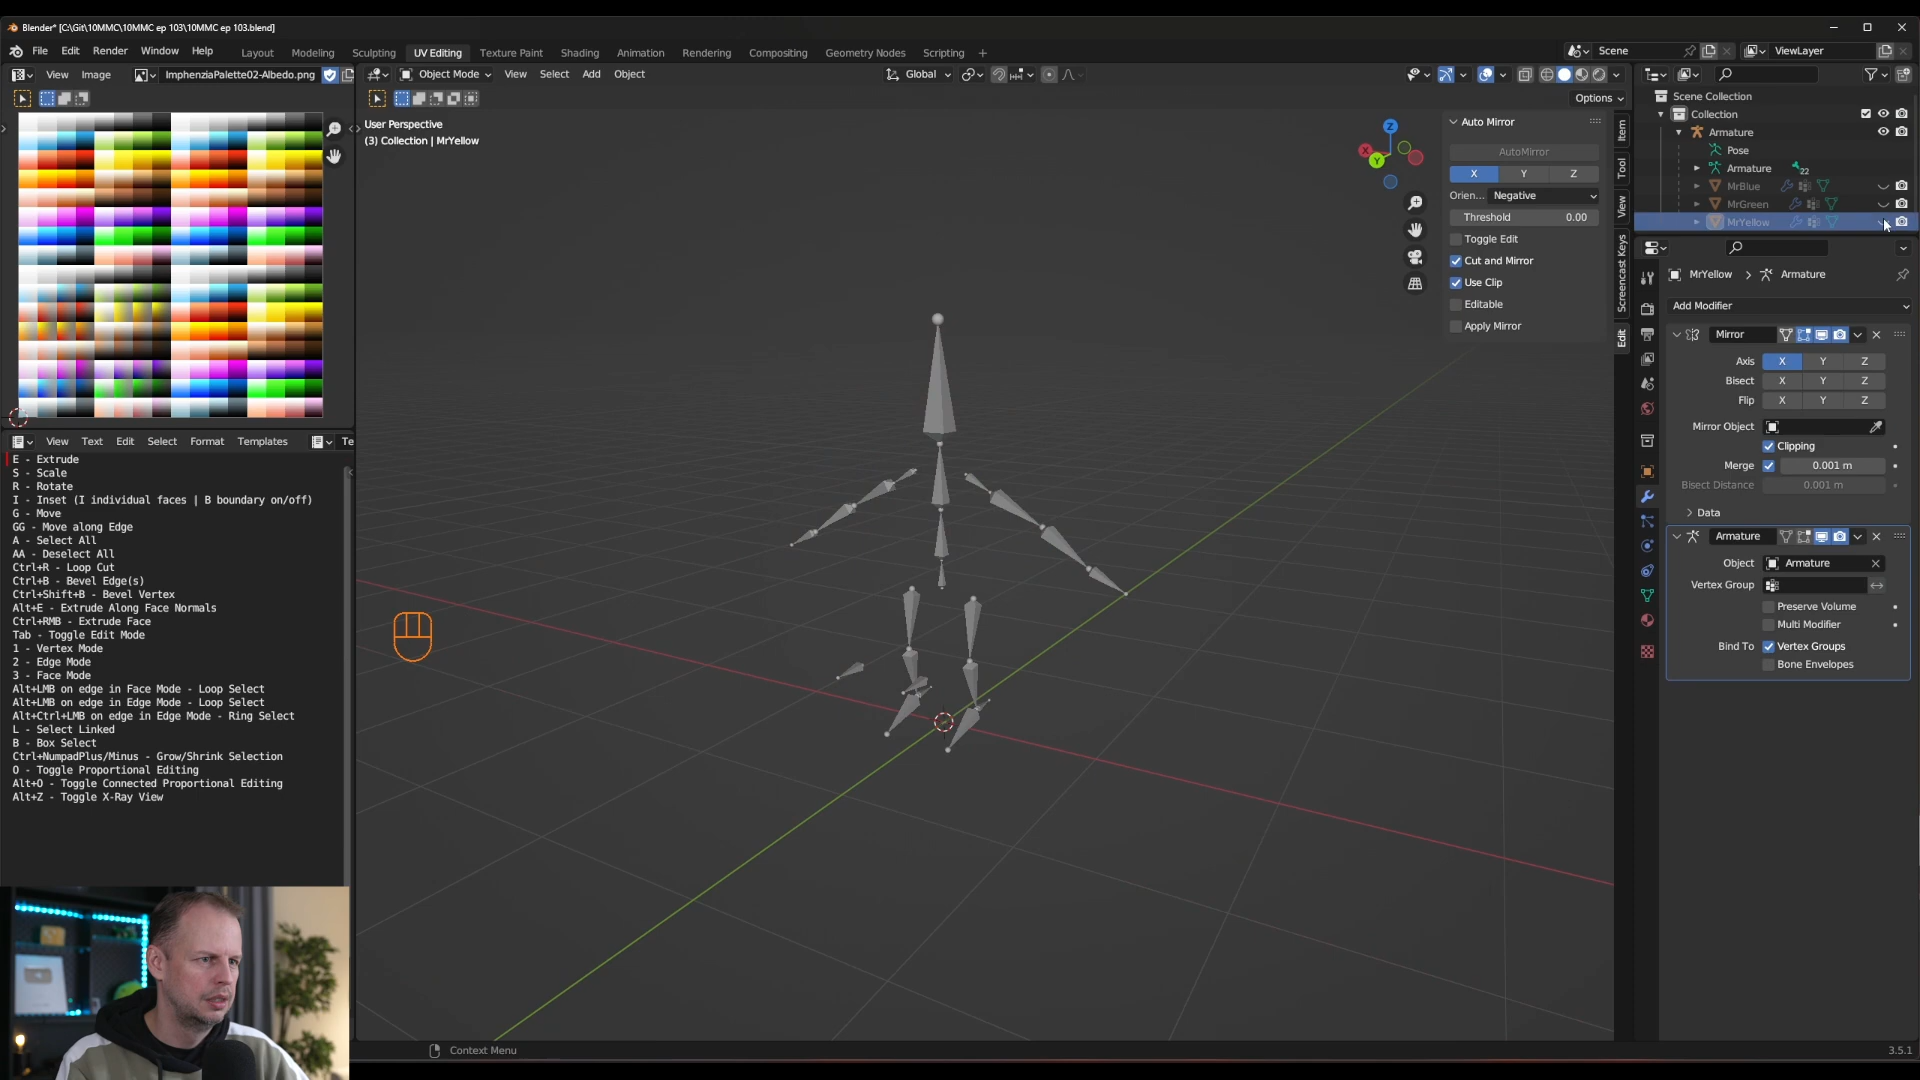 Blender* [C:\Git\10MMC\10MMC ep 103\10MMC ep 103.blend]
File Edit Render Window Help Layout Modeling Sculpting UV Editing Texture Paint Shading Animation Rendering Compositing Geometry Nodes Scripting + Scene ViewLayer
View Image ImphenziaPalette02-Albedo.png Object Mode View Select Add Object Global
Options
User Perspective
(3) Collection | MrYellow
Z
X
Y
Auto Mirror
AutoMirror
X Y Z
Orien... Negative
Threshold 0.00
Toggle Edit
Cut and Mirror
Use Clip
Editable
Apply Mirror
Item
Tool
View
Screencast Keys
Edit
Scene Collection
Collection
Armature
Pose
Armature 22
MrBlue
MrGreen
MrYellow
MrYellow > Armature
Add Modifier
Mirror
Axis X Y Z
Bisect X Y Z
Flip X Y Z
Mirror Object
Clipping
Merge 0.001 m
Bisect Distance 0.001 m
Data
Armature
Object Armature
Vertex Group
Preserve Volume
Multi Modifier
Bind To Vertex Groups
Bone Envelopes
View Text Edit Select Format Templates Te
E - Extrude
S - Scale
R - Rotate
I - Inset (I individual faces | B boundary on/off)
G - Move
GG - Move along Edge
A - Select All
AA - Deselect All
Ctrl+R - Loop Cut
Ctrl+B - Bevel Edge(s)
Ctrl+Shift+B - Bevel Vertex
Alt+E - Extrude Along Face Normals
Ctrl+RMB - Extrude Face
Tab - Toggle Edit Mode
1 - Vertex Mode
2 - Edge Mode
3 - Face Mode
Alt+LMB on edge in Face Mode - Loop Select
Alt+LMB on edge in Edge Mode - Loop Select
Alt+Ctrl+LMB on edge in Edge Mode - Ring Select
L - Select Linked
B - Box Select
Ctrl+NumpadPlus/Minus - Grow/Shrink Selection
O - Toggle Proportional Editing
Alt+O - Toggle Connected Proportional Editing
Alt+Z - Toggle X-Ray View
Context Menu
3.5.1